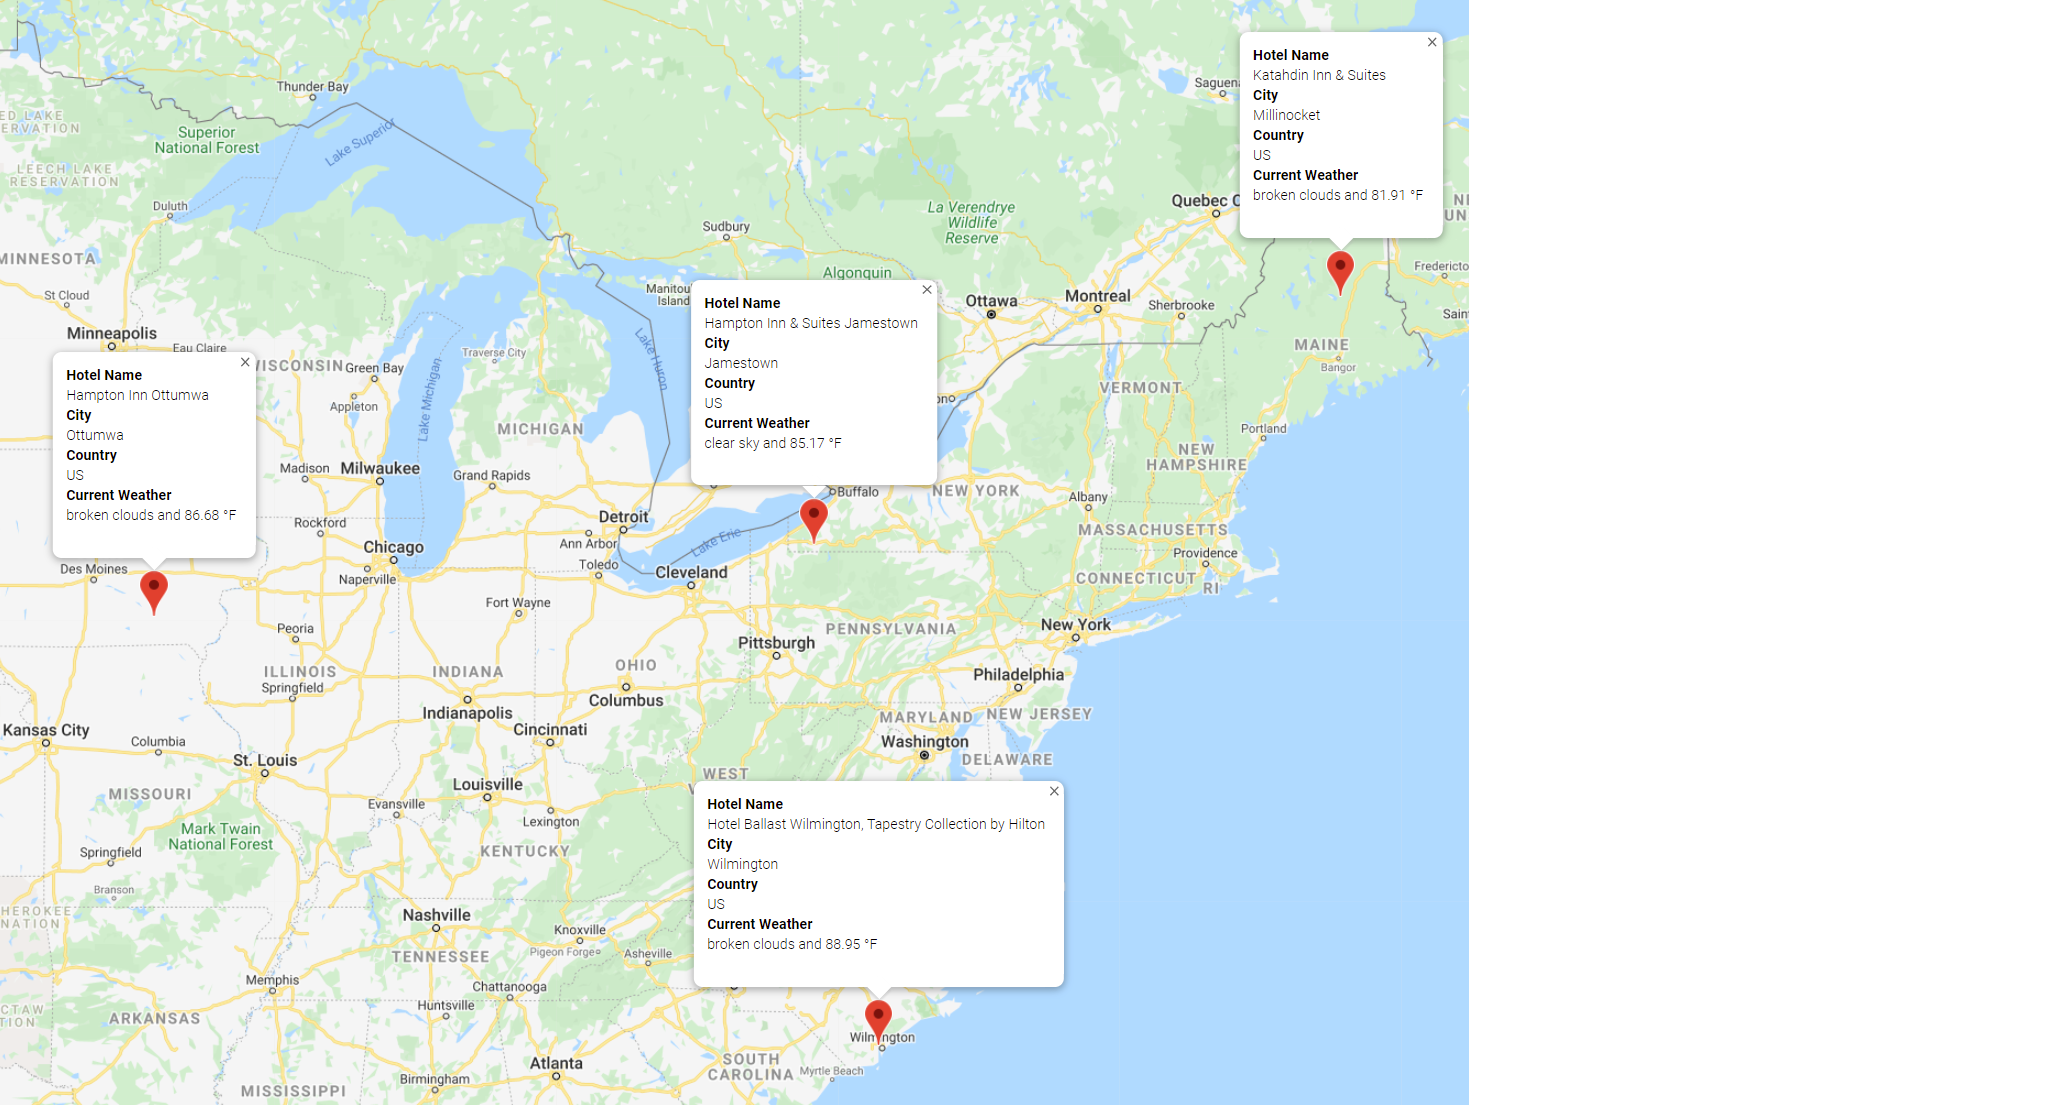 Hotel Name
Katahdin Inn & Suites
City
Millinocket
Country
US
Current Weather
broken clouds and 81.91 °F
Hotel Name
Hampton Inn & Suites Jamestown
City
Jamestown
Country
US
Current Weather
clear sky and 85.17 °F
Hotel Name
Hampton Inn Ottumwa
City
Ottumwa
Country
US
Current Weather
broken clouds and 86.68 °F
Hotel Name
Hotel Ballast Wilmington, Tapestry Collection by Hilton
City
Wilmington
Country
US
Current Weather
broken clouds and 88.95 °F
Thunder Bay
Saguen
ED LAKE
ERVATION
Superior
National Forest
Lake Superior
LEECH LAKE
RESERVATION
Duluth
Quebec C
La Verendrye
Wildlife
Reserve
Sudbury
MINNESOTA
Algonquin
Fredericto
St Cloud
Manitou
Island
Ottawa
Montreal
Sherbrooke
Sain
Minneapolis
Eau Claire
Traverse City
Lake Huron
MAINE
Bangor
ISCONSIN
Green Bay
VERMONT
Appleton
Lake Michigan
MICHIGAN
Portland
NEW
HAMPSHIRE
Madison
Milwaukee
Grand Rapids
Buffalo
NEW YORK
Albany
Rockford
Detroit
MASSACHUSETTS
Lake Erie
Ann Arbor
Chicago
Providence
Des Moines
Naperville
Toledo
Cleveland
CONNECTICUT
RI
Fort Wayne
Peoria
PENNSYLVANIA
New York
Pittsburgh
ILLINOIS
INDIANA
OHIO
Springfield
Columbus
Philadelphia
Indianapolis
MARYLAND
NEW JERSEY
Kansas City
Columbia
Cincinnati
Washington
St. Louis
DELAWARE
WEST
MISSOURI
Louisville
Evansville
Lexington
Mark Twain
National Forest
Springfield
KENTUCKY
Branson
HEROKEE
NATION
Nashville
Knoxville
TENNESSEE
Pigeon Forge
Asheville
Memphis
Chattanooga
Huntsville
CTAW
TION
ARKANSAS
Wilmington
Atlanta
SOUTH
CAROLINA
Myrtle Beach
Birmingham
MISSISSIPPI